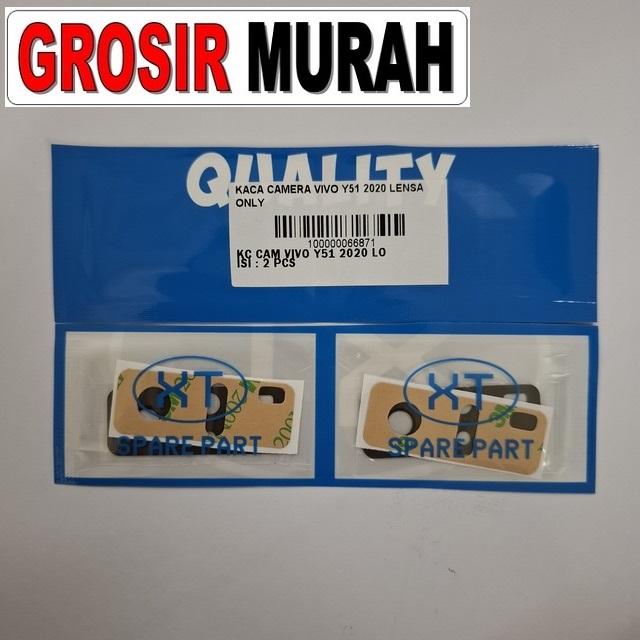 GROSIR MURAH
QUALITY
KACA CAMERA VIVO Y51 2020 LENSA
ONLY
100000066871
KC CAM VIVO Y51 2020 LO
ISI : 2 PCS
XT
SPARE PART
XT
SPARE PART